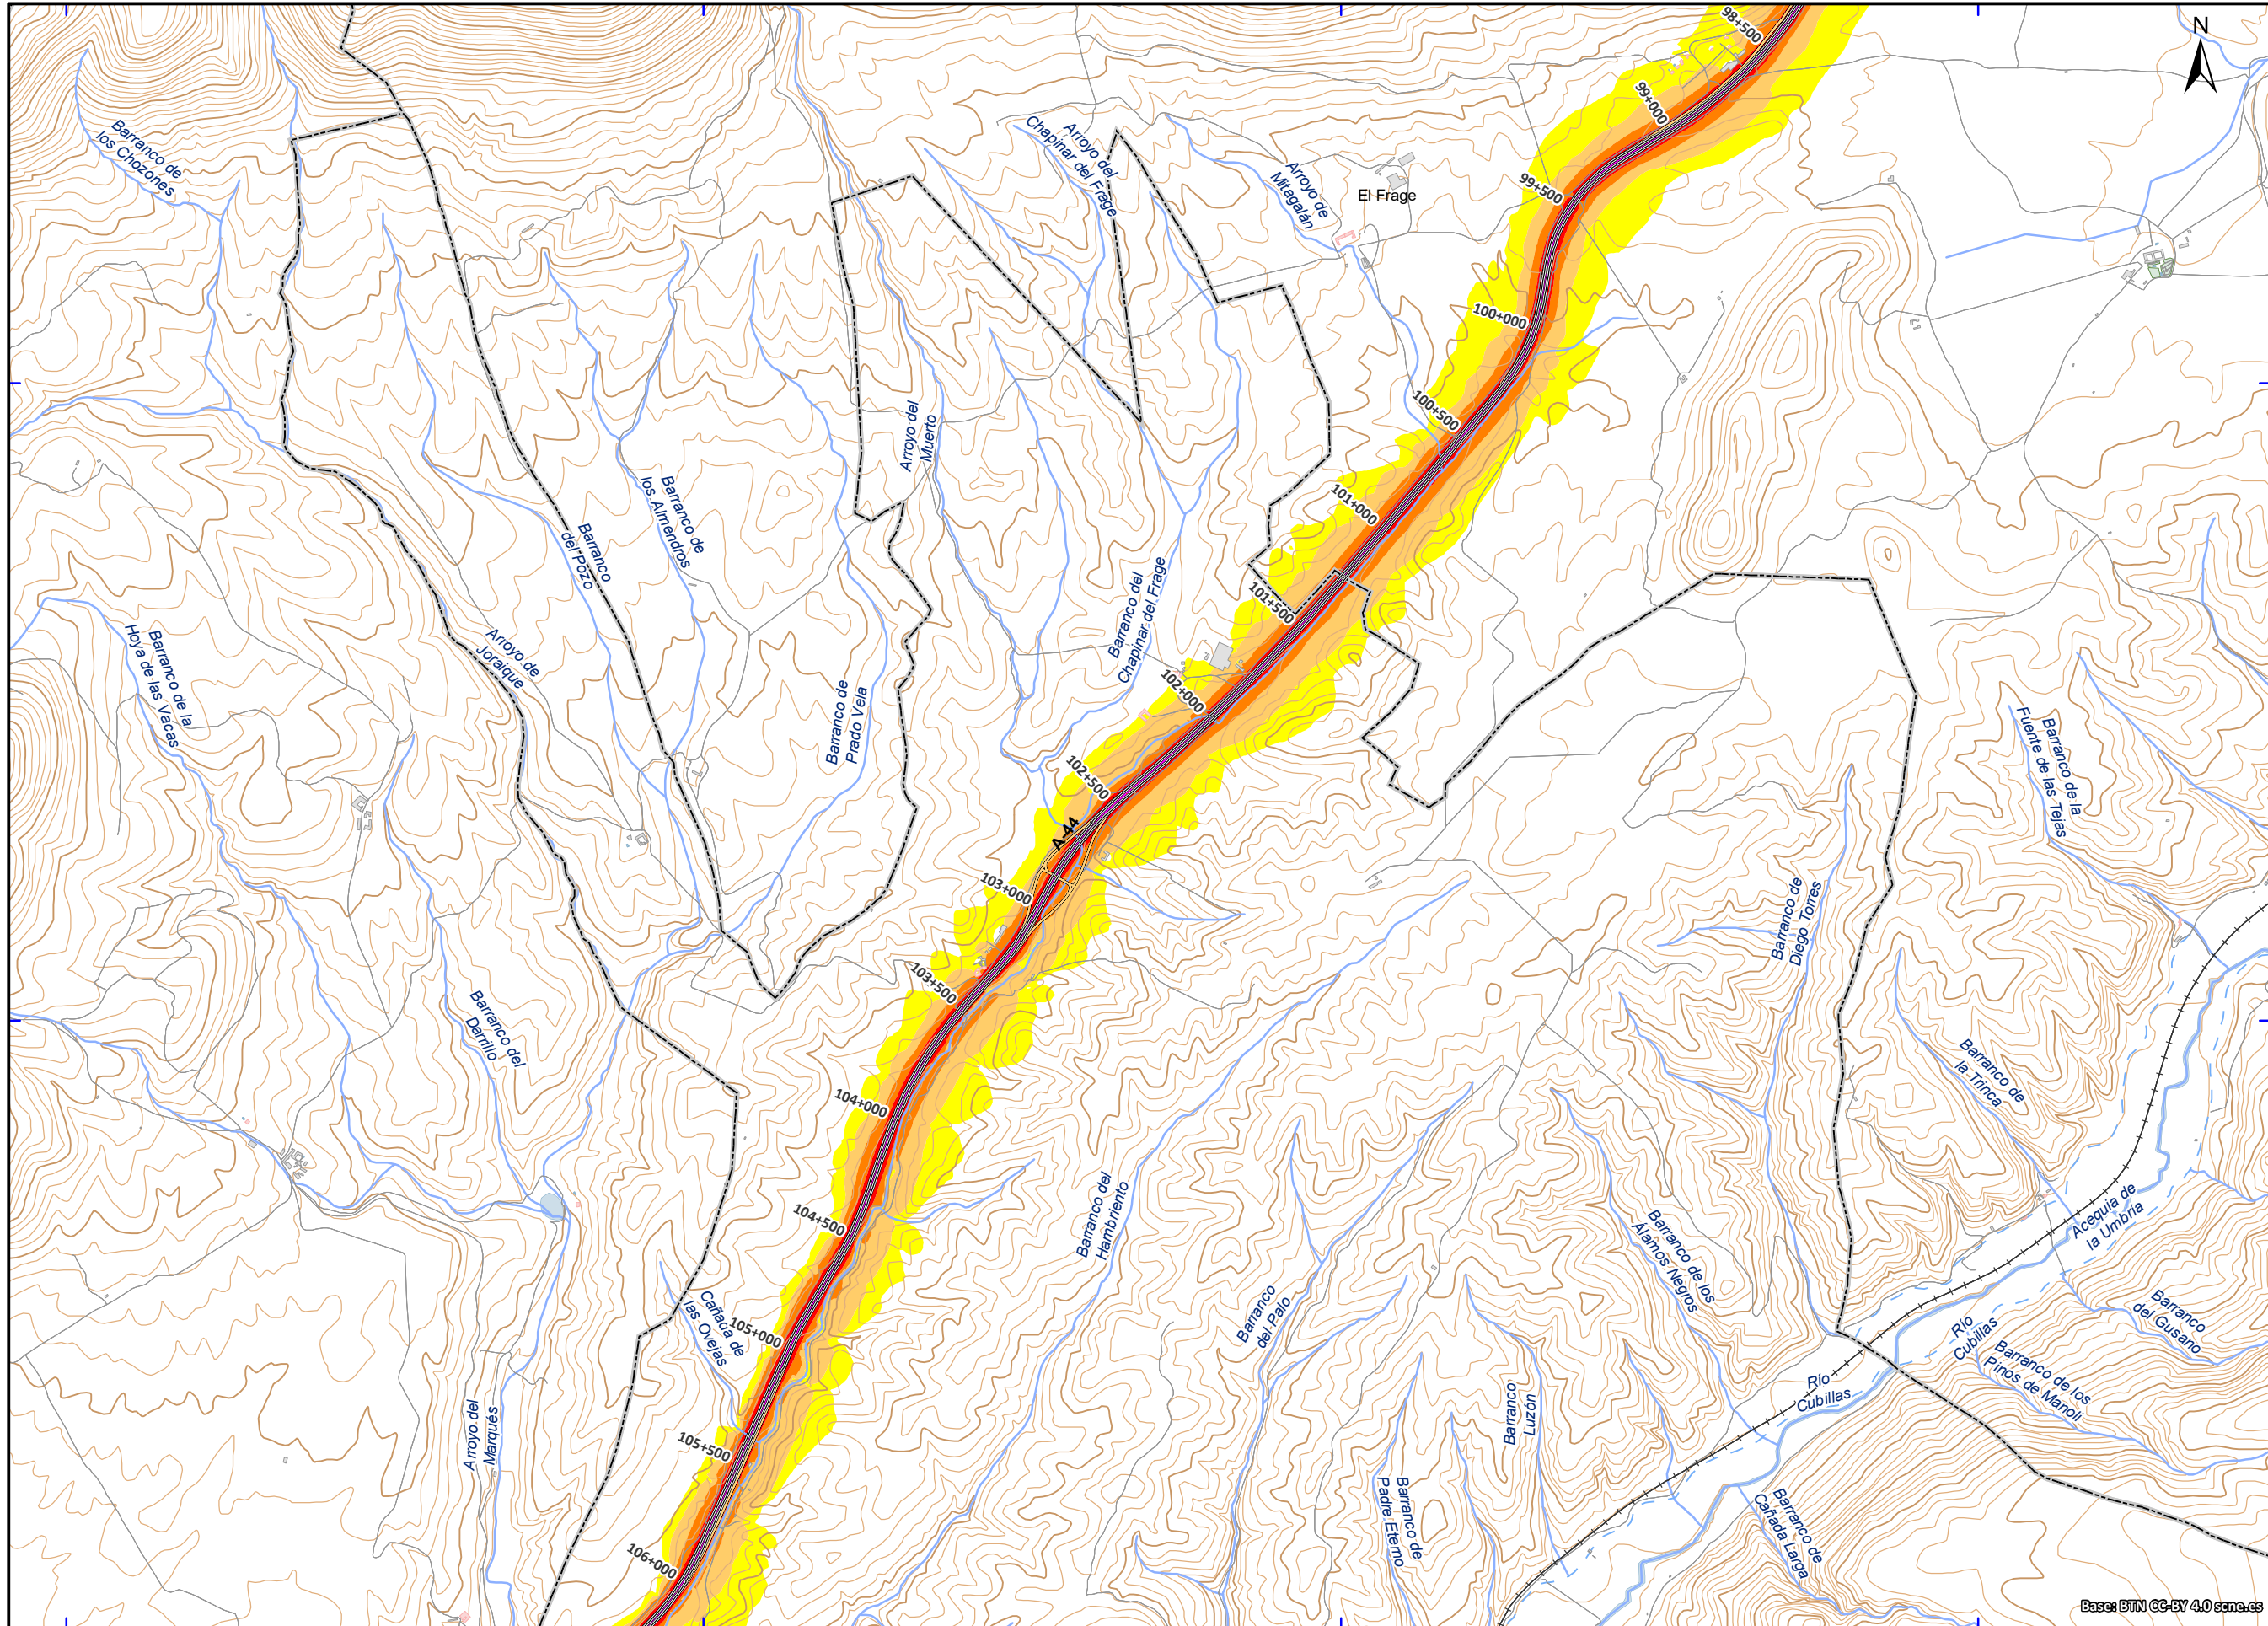 98+500
N
99+000
Barranco de
los Chozones
Arroyo del
Chapinar del Frage
Arroyo de
Mitagalán
El Frage
99+500
100+000
100+500
Arroyo del
Muerto
Barranco de
los Almendros
101+000
Barranco
del Pozo
Barranco del
Chapinar del Frage
101+500
Arroyo de
Joraique
Barranco de la
Hoya de las Vacas
Barranco de
Prado Vela
102+000
Barranco de la
Fuente de las Tejas
102+500
A-44
103+000
Barranco de
Diego Torres
103+500
Barranco del
Darrillo
104+000
Barranco de
la Trinca
Barranco del
Hambriento
104+500
Acequia de
la Umbría
Barranco de los
Álamos Negros
Cañada de
las Ovejas
105+000
Barranco
del Palo
Río
Cubillas
Barranco
del Gusano
Barranco de los
Pinos de Manoli
Río
Cubillas
Barranco
Luzón
Arroyo del
Marqués
105+500
Barranco de
Padre Eterno
Barranco de
Cañada Larga
106+000
Base: BTN CC-BY 4.0 scne.es